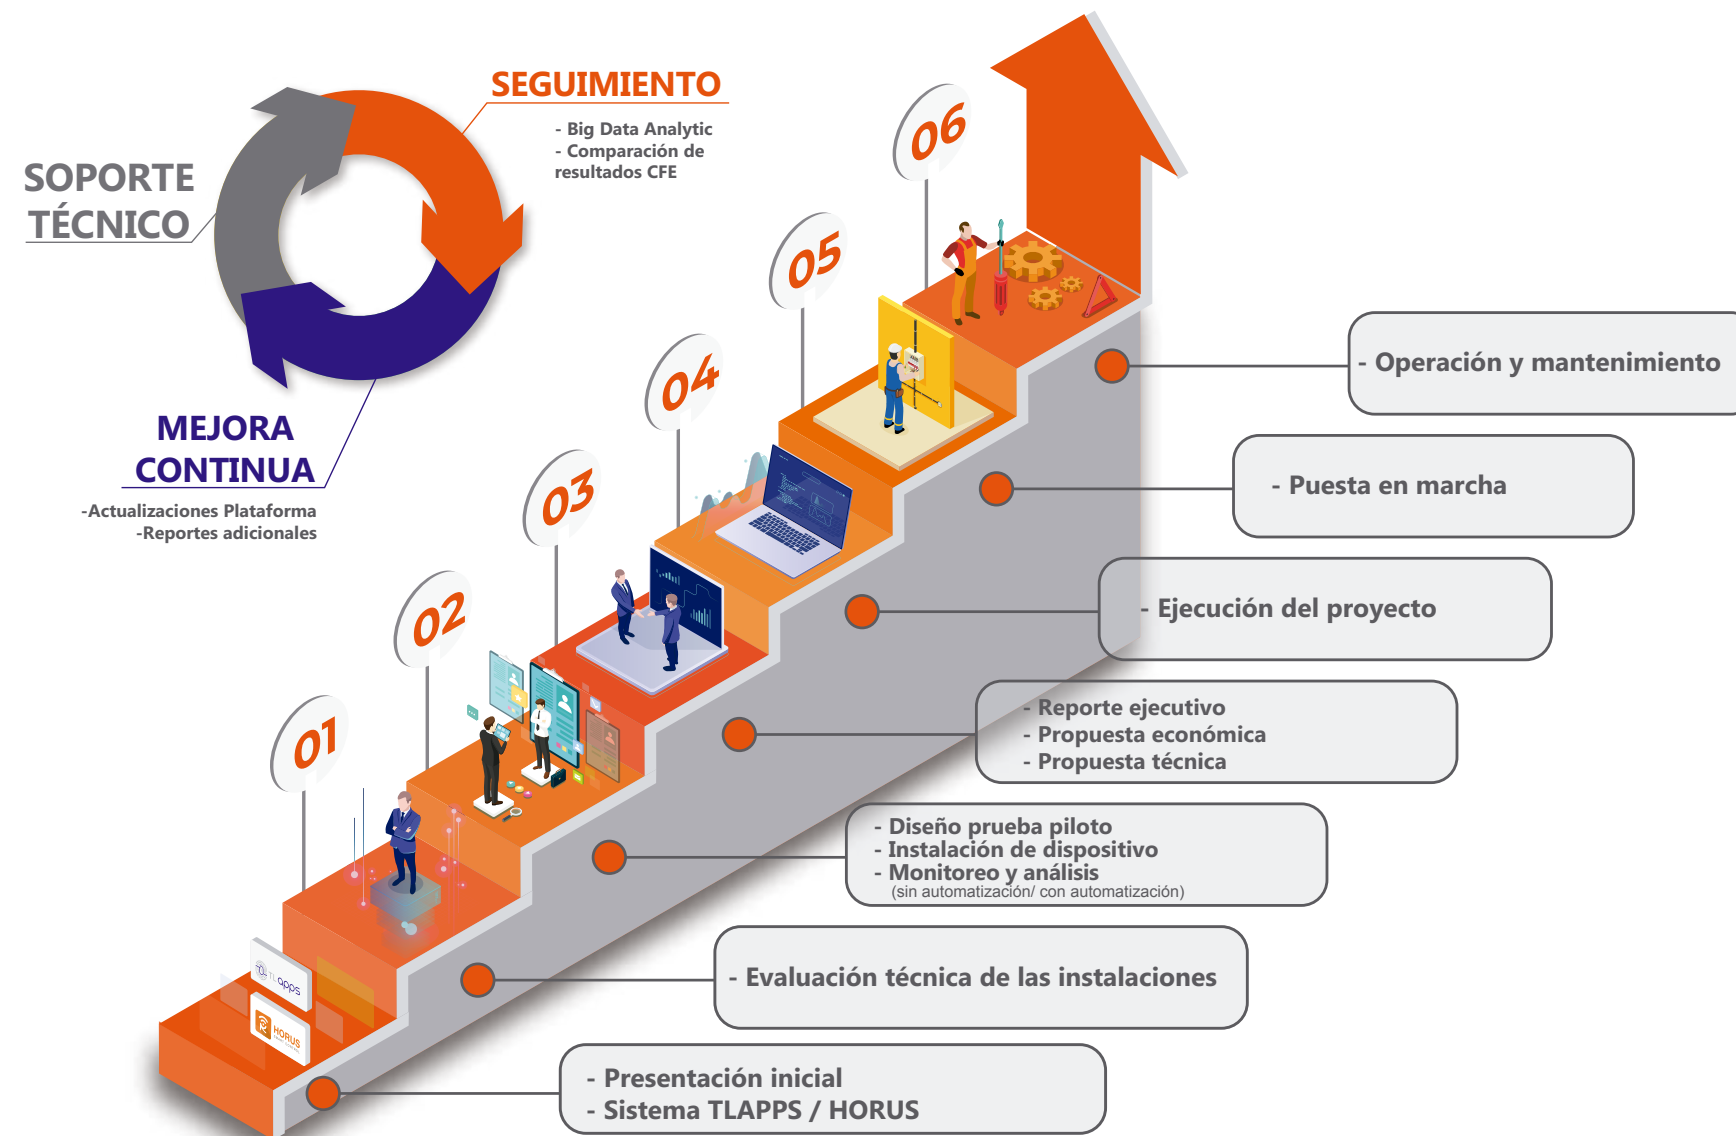 SEGUIMIENTO
- Big Data Analytic
- Comparación de
resultados CFE
SOPORTE
TÉCNICO
MEJORA
CONTINUA
-Actualizaciones Plataforma
-Reportes adicionales
06
05
04
03
02
01
- Operación y mantenimiento
- Puesta en marcha
- Ejecución del proyecto
- Reporte ejecutivo
- Propuesta económica
- Propuesta técnica
- Diseño prueba piloto
- Instalación de dispositivo
- Monitoreo y análisis
(sin automatización/ con automatización)
- Evaluación técnica de las instalaciones
TLapps
HORUS
- Presentación inicial
- Sistema TLAPPS / HORUS